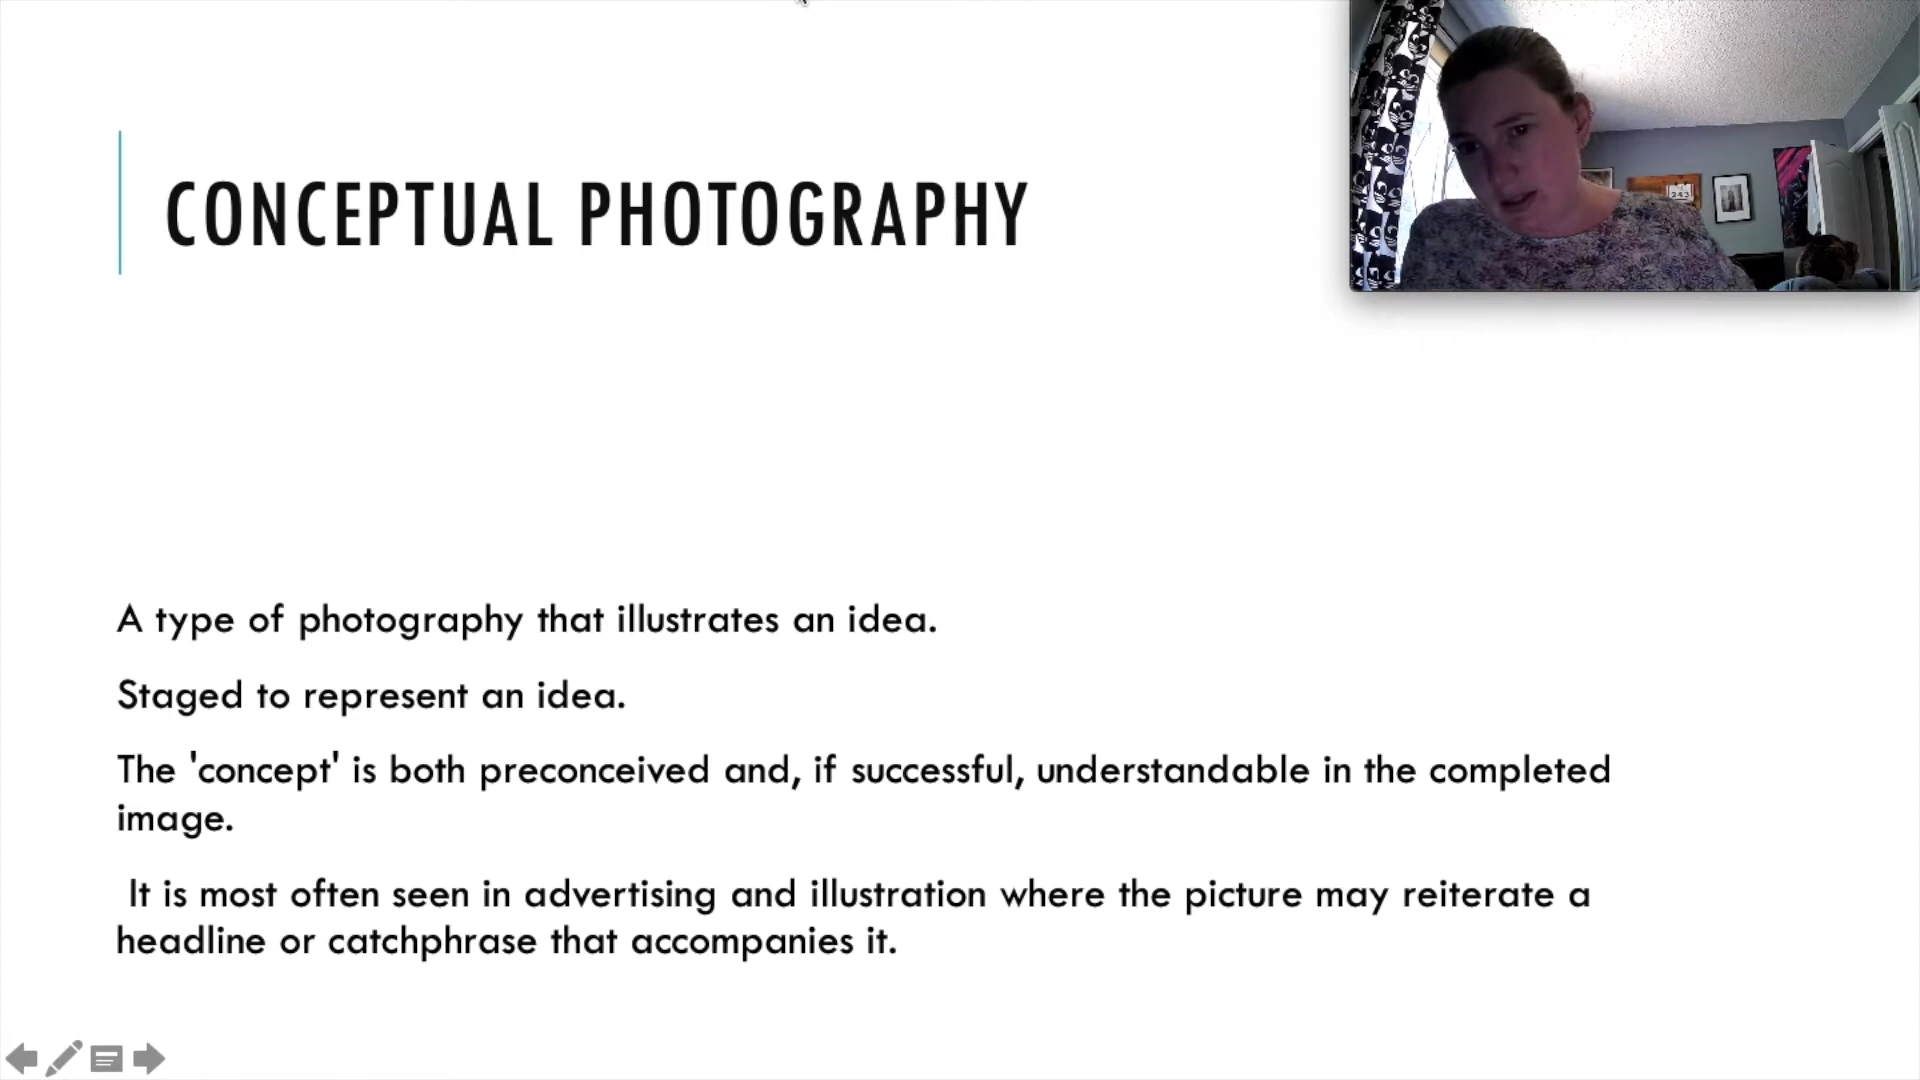 CONCEPTUAL PHOTOGRAPHY
243
A type of photography that illustrates an idea.
Staged to represent an idea.
The 'concept' is both preconceived and, if successful, understandable in the completed
image.
It is most often seen in advertising and illustration where the picture may reiterate a
headline or catchphrase that accompanies it.